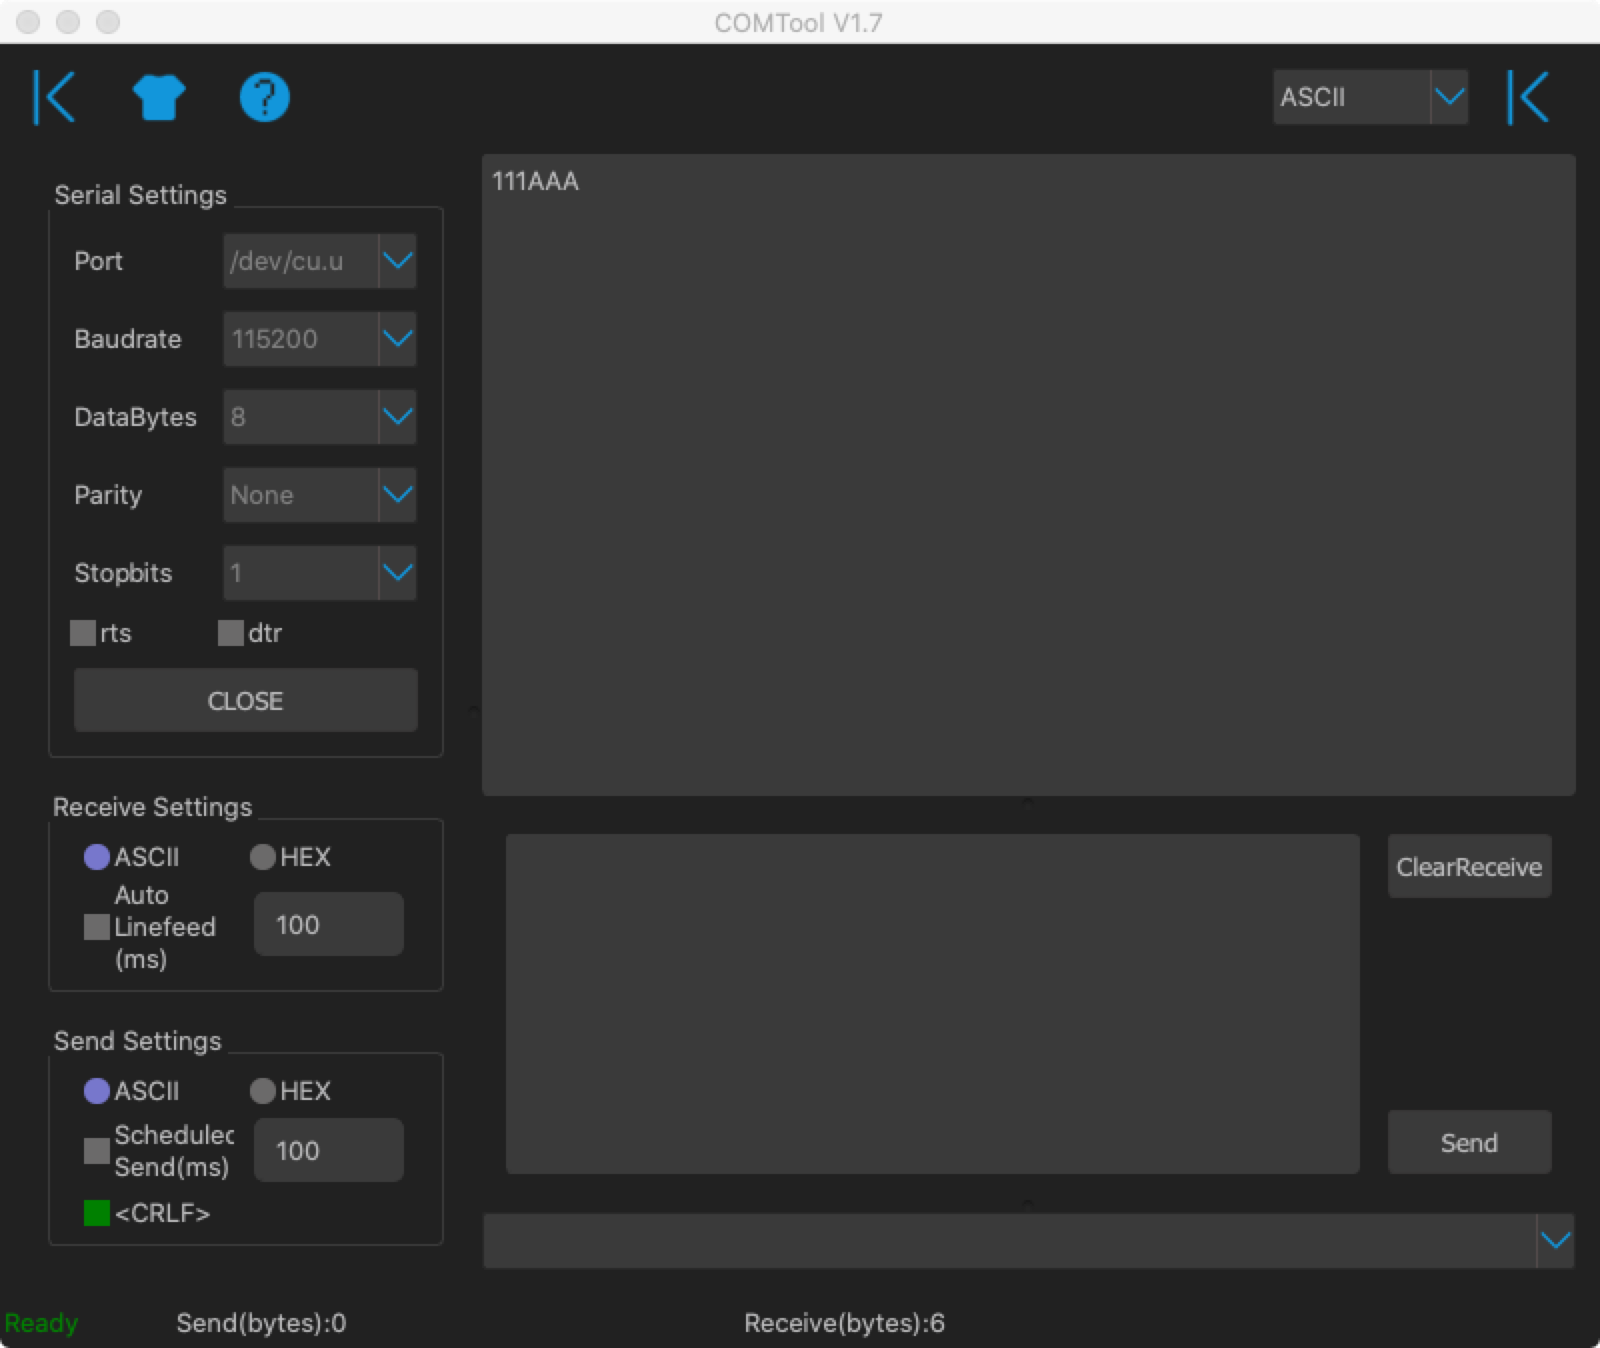 COMTool V1.7
ASCII
Serial Settings
Port /dev/cu.u
Baudrate 115200
DataBytes 8
Parity None
Stopbits 1
rts dtr
CLOSE
111AAA
Receive Settings
ASCII HEX
Auto
Linefeed
(ms)
100
ClearReceive
Send Settings
ASCII HEX
Scheduled
Send(ms)
100
<CRLF>
Send
Ready Send(bytes):0 Receive(bytes):6